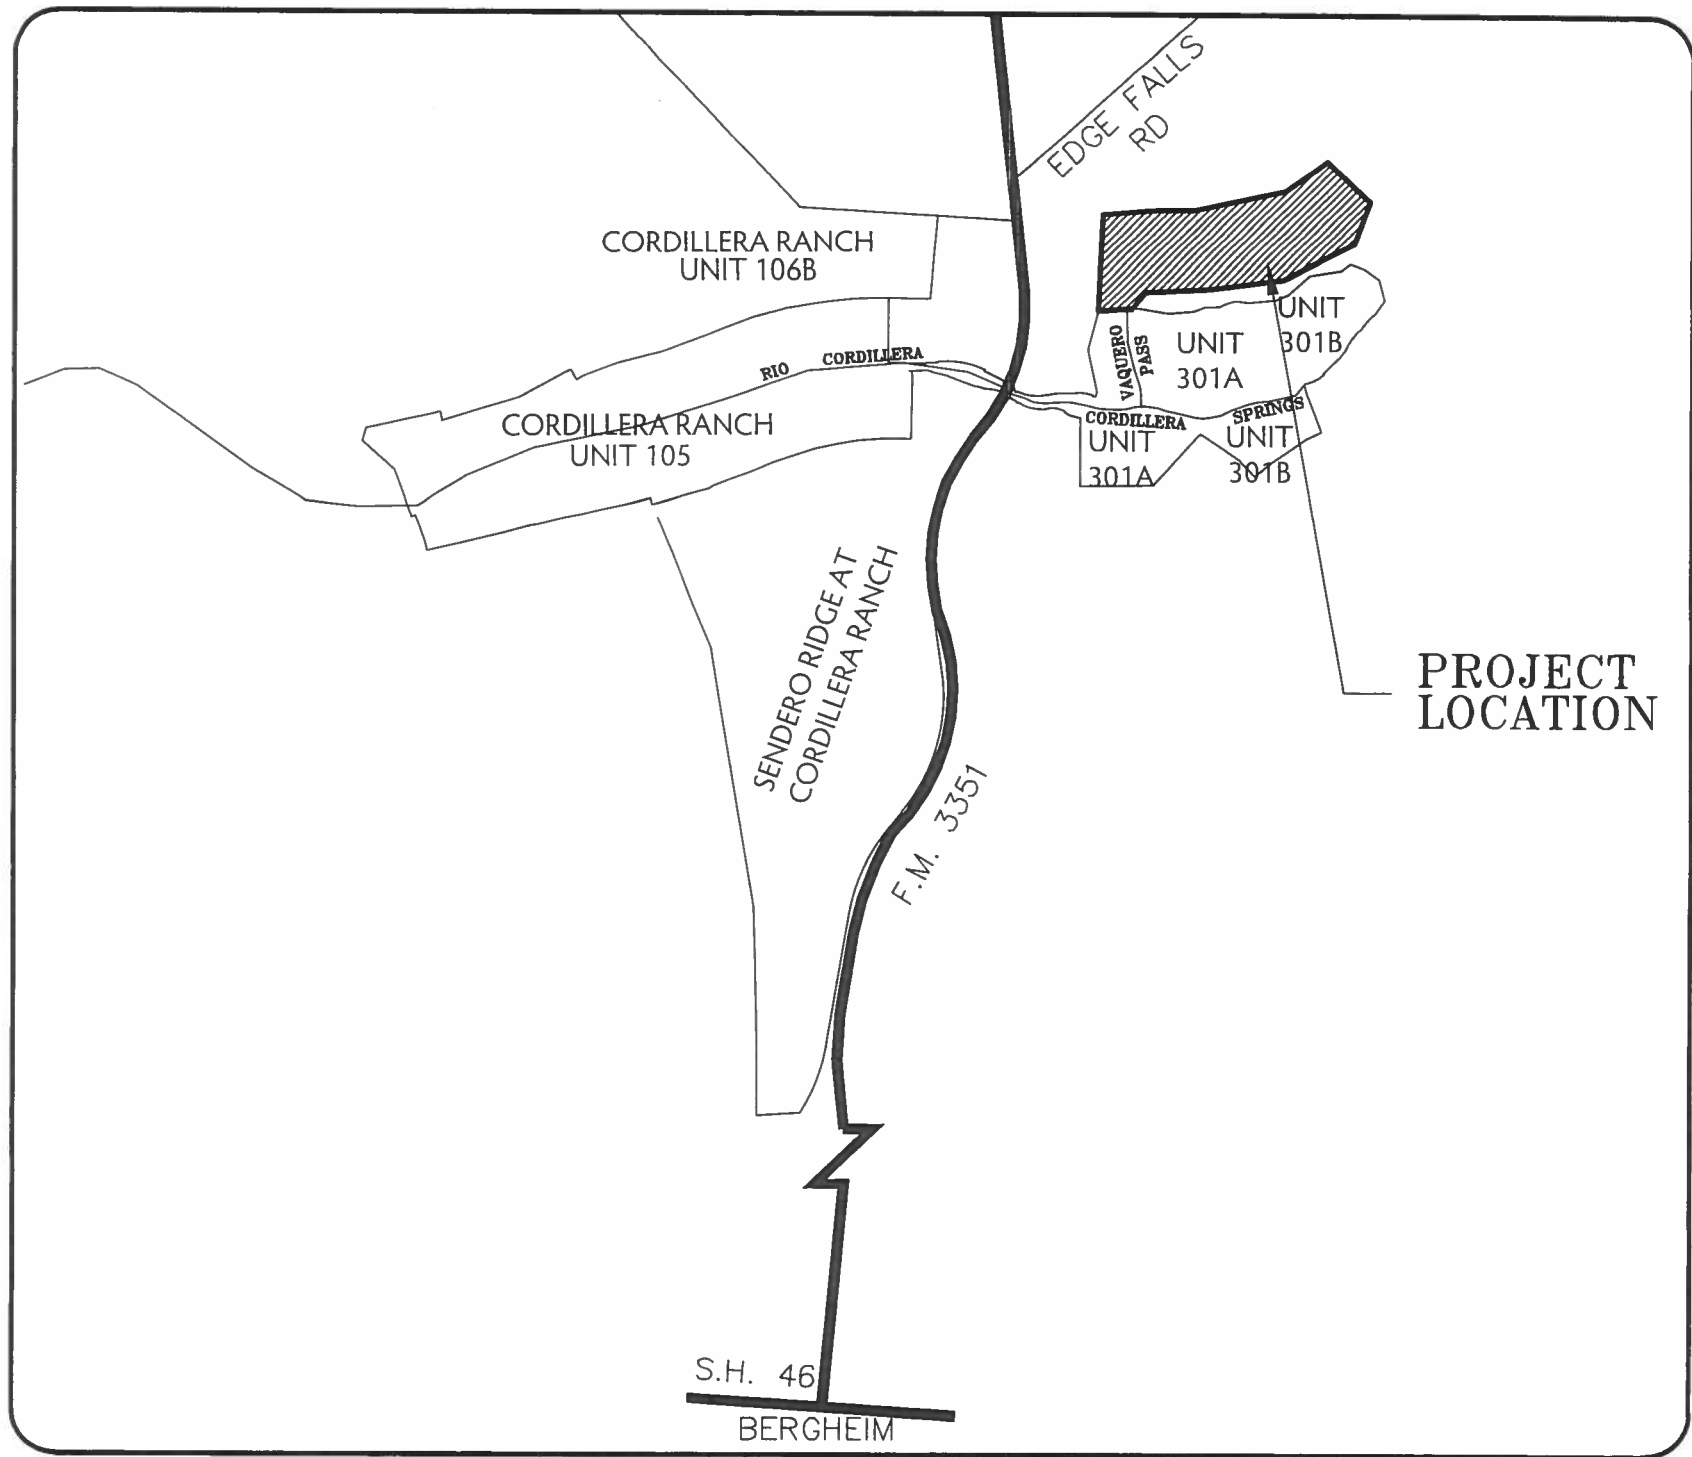 EDGE FALLS
RD
CORDILLERA RANCH
UNIT 106B
UNIT
301B
UNIT
301A
VAQUERO
PASS
RIO CORDILLERA
CORDILLERA SPRINGS
CORDILLERA RANCH
UNIT 105
UNIT
301A
UNIT
301B
SENDERO RIDGE AT
CORDILLERA RANCH
PROJECT
LOCATION
F.M. 3351
S.H. 46
BERGHEIM